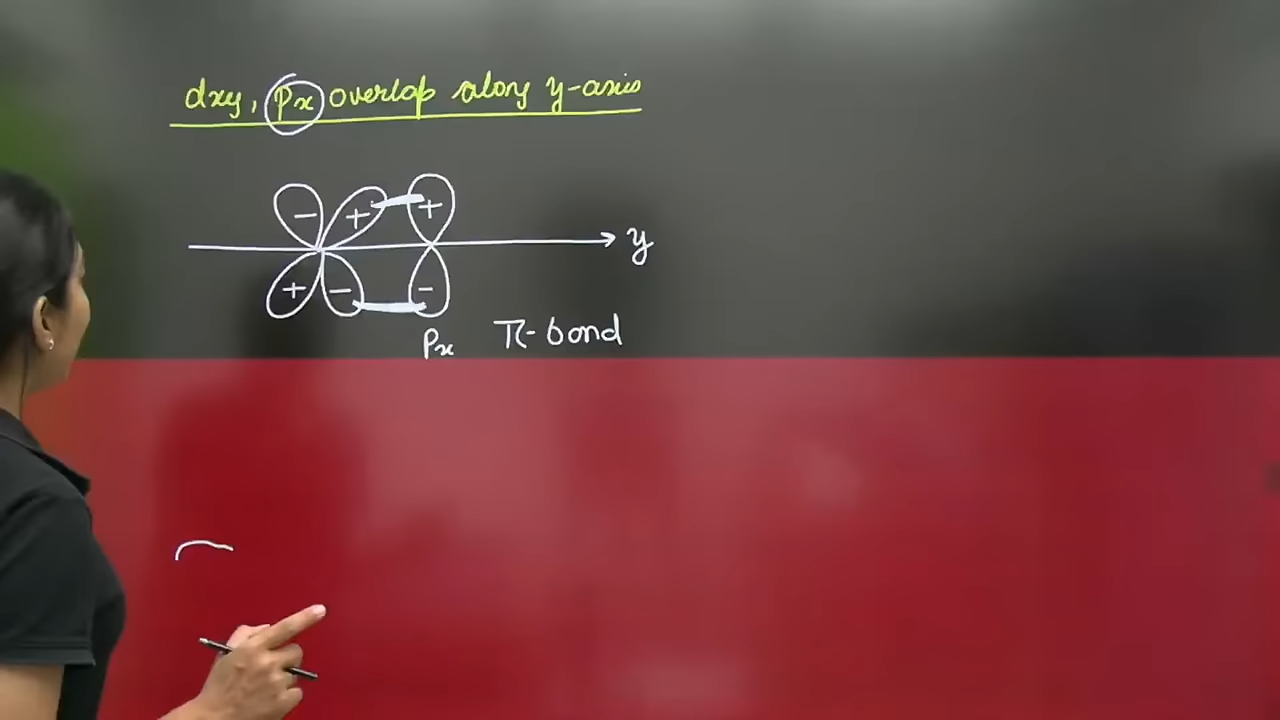 dxy, px overlap along y-axis
- + +
y
+ - -
px π-bond